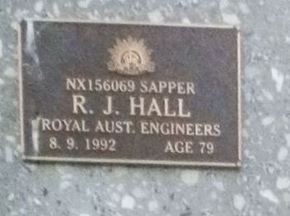 NX156069 SAPPER
R. J. HALL
ROYAL AUST. ENGINEERS
8. 9. 1992 AGE 79